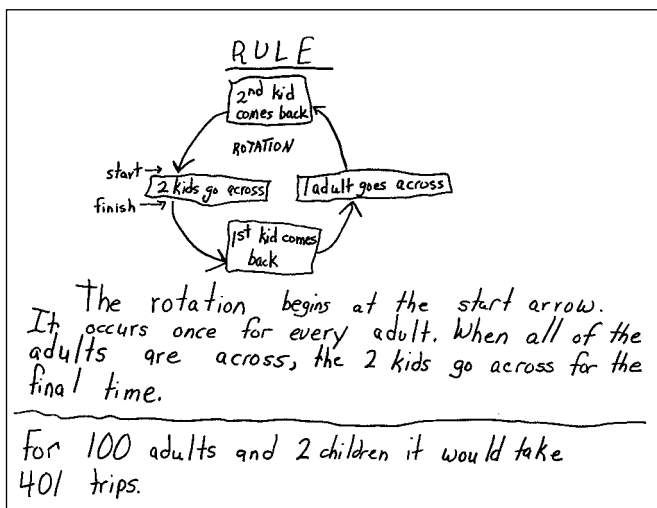 RULE
2nd kid
comes back
ROTATION
start→
2 kids go across
1 adult goes across
finish→
1st kid comes
back
The rotation begins at the start arrow.
It occurs once for every adult. When all of the
adults are across, the 2 kids go across for the
final time.
For 100 adults and 2 children it would take
401 trips.